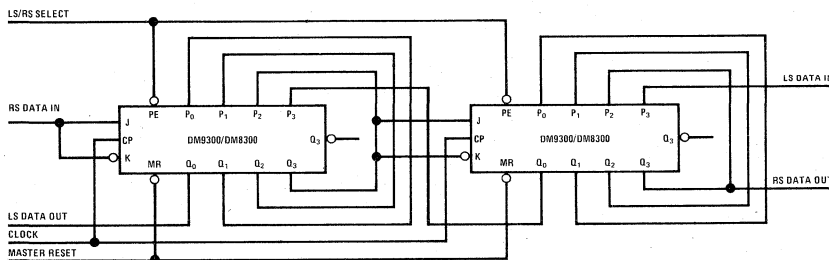 LS/RS SELECT
LS DATA IN
RS DATA IN
PE P0 P1 P2 P3
J
CP DM9300/DM8300 Q3
K
MR Q0 Q1 Q2 Q3
PE P0 P1 P2 P3
J
CP DM9300/DM8300 Q3
K
MR Q0 Q1 Q2 Q3
RS DATA OUT
LS DATA OUT
CLOCK
MASTER RESET